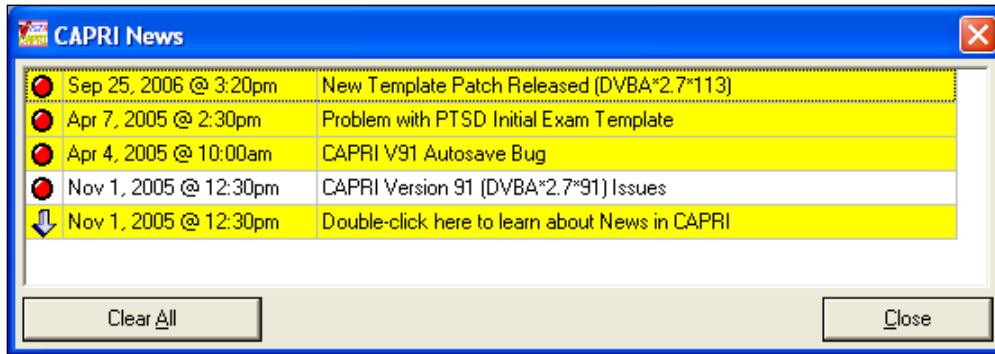 CAPRI News
Sep 25, 2006 @ 3:20pm New Template Patch Released (DVBA*2.7*113)
Apr 7, 2005 @ 2:30pm Problem with PTSD Initial Exam Template
Apr 4, 2005 @ 10:00am CAPRI V91 Autosave Bug
Nov 1, 2005 @ 12:30pm CAPRI Version 91 (DVBA*2.7*91) Issues
Nov 1, 2005 @ 12:30pm Double-click here to learn about News in CAPRI
Clear All Close